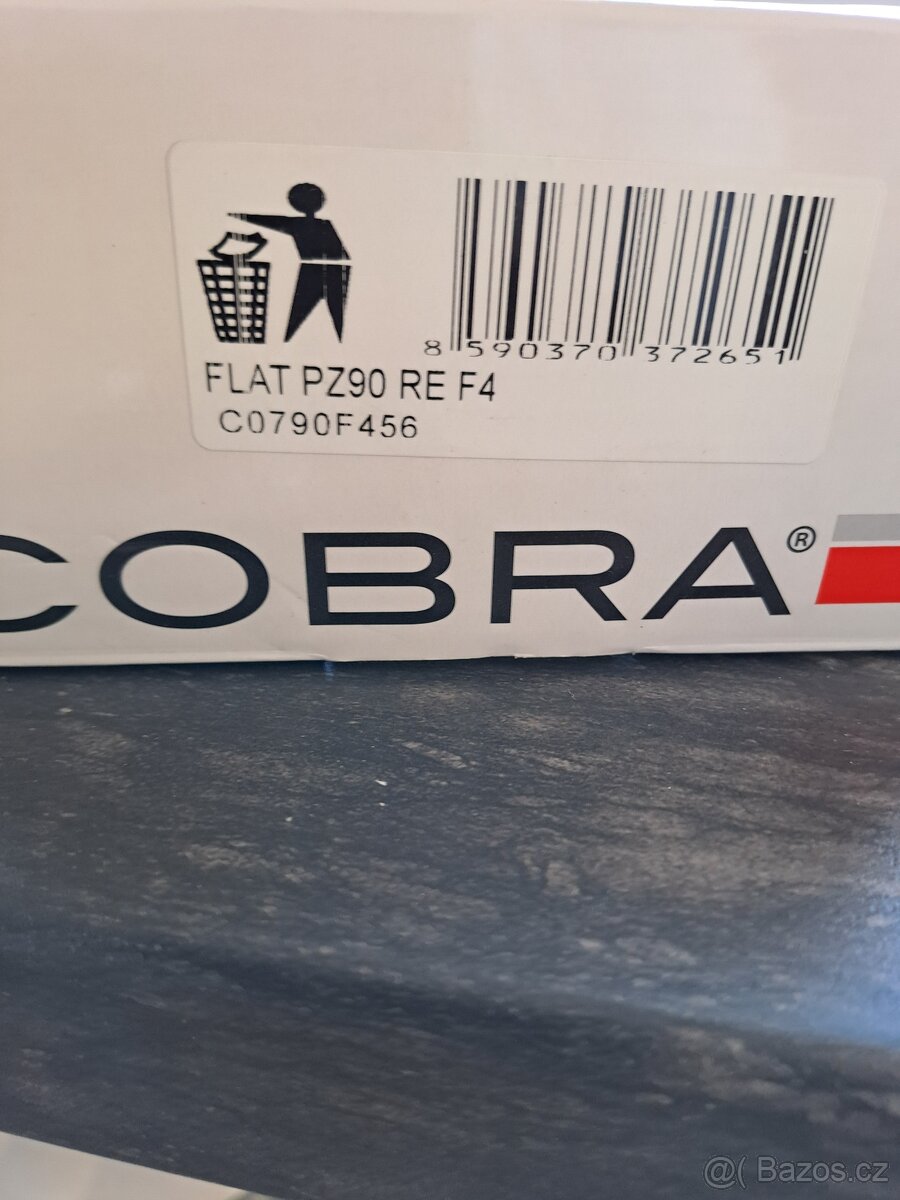 8 590370 372651
FLAT PZ90 RE F4
C0790F456
COBRA®
@( Bazos.cz